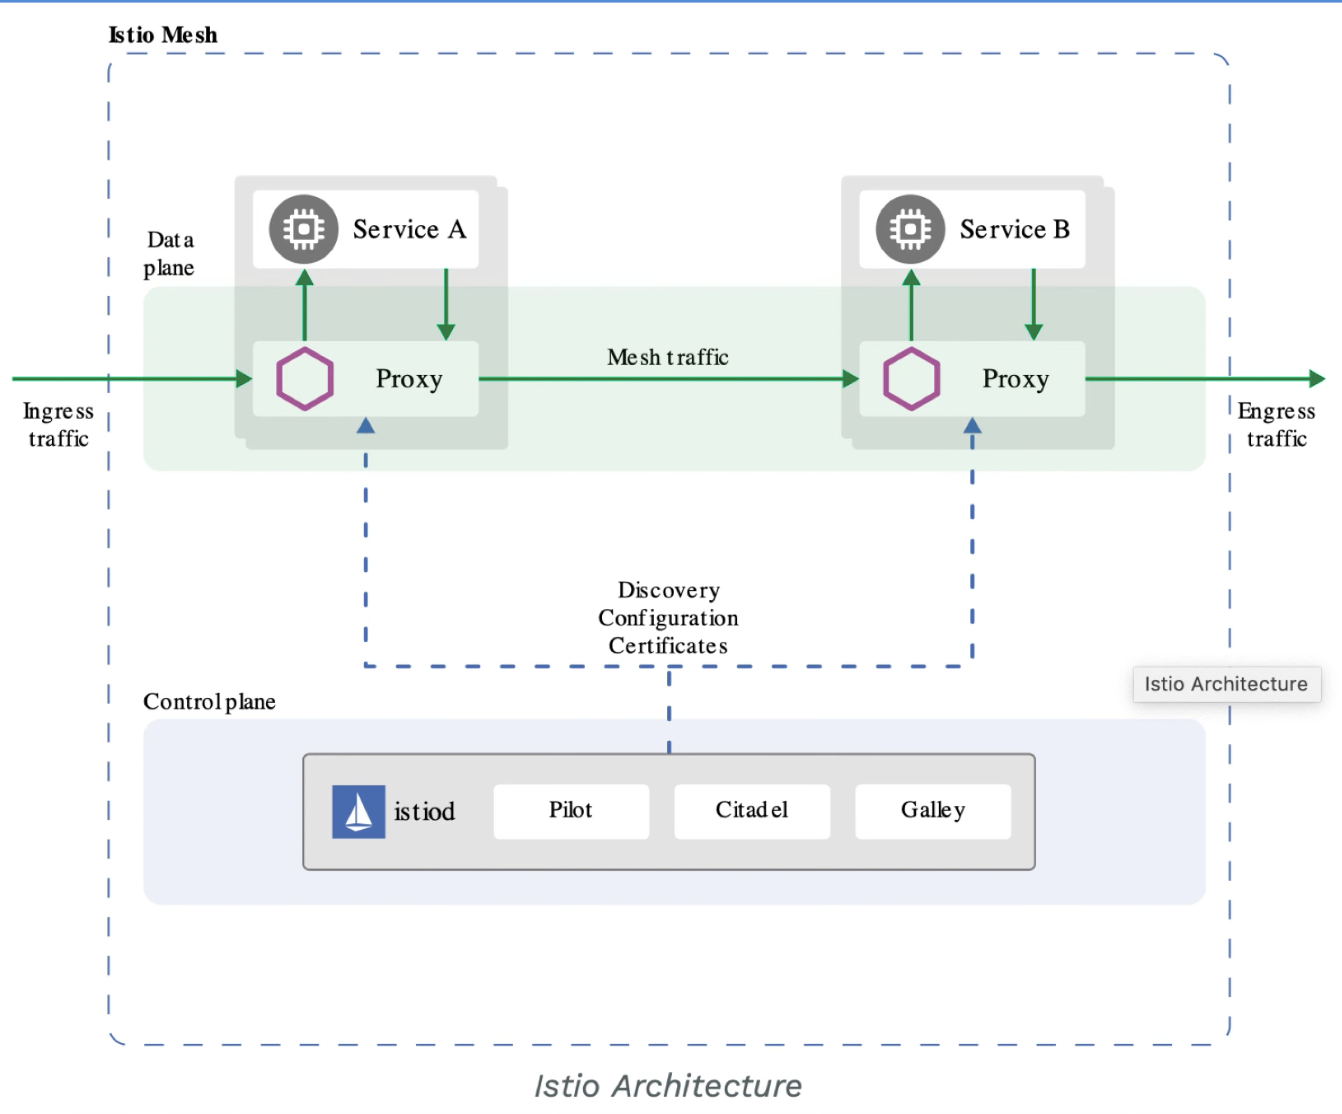 Istio Mesh
Data
plane
Service A
Service B
Proxy
Mesh traffic
Proxy
Ingress
traffic
Engress
traffic
Discovery
Configuration
Certificates
Istio Architecture
Control plane
istiod
Pilot
Citadel
Galley
Istio Architecture